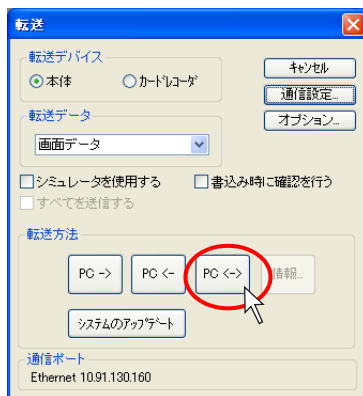 転送
転送デバイス
本体 カードレコーダ
キャンセル
通信設定...
オプション...
転送データ
画面データ
シミュレータを使用する 書込み時に確認を行う
すべてを送信する
転送方法
PC -> PC <- PC <-> 情報...
システムのアップデート
通信ポート
Ethernet 10.91.130.160